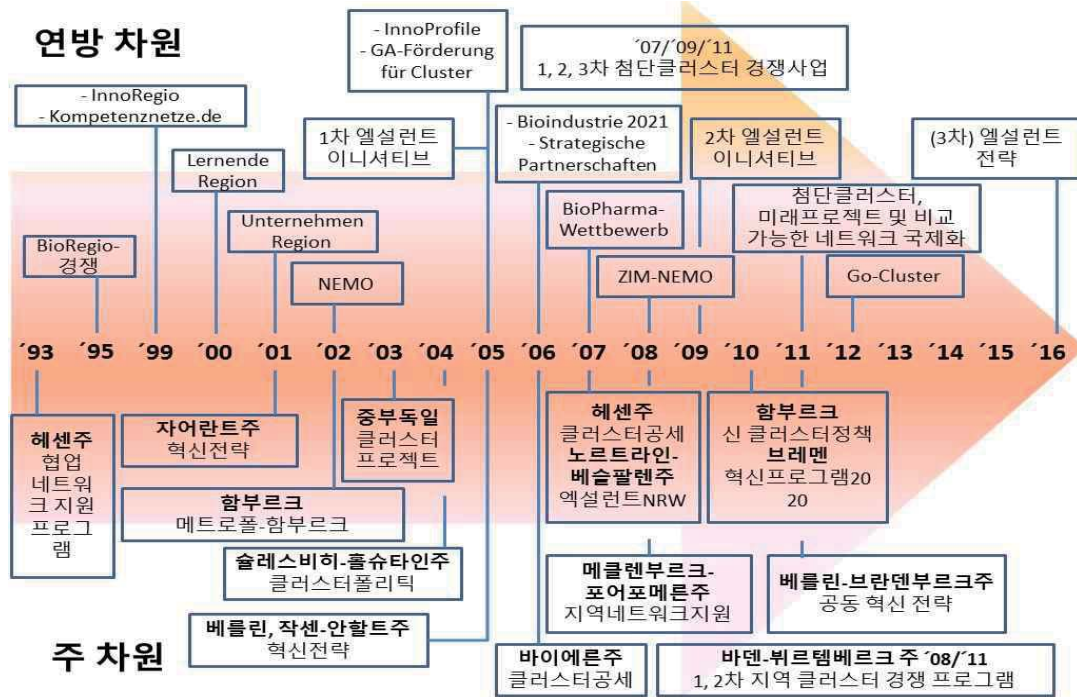 연방 차원
- InnoProfile
- GA-Förderung
für Cluster
´07/´09/´11
1, 2, 3차 첨단클러스터 경쟁사업
- InnoRegio
- Kompetenznetze.de
1차 엘설런트
이니셔티브
- Bioindustrie 2021
- Strategische
Partnerschaften
2차 엘설런트
이니셔티브
(3차) 엘설런트
전략
Lernende
Region
첨단클러스터,
미래프로젝트 및 비교
가능한 네트워크 국제화
BioPharma-
Wettbewerb
Unternehmen
Region
BioRegio-
경쟁
NEMO
ZIM-NEMO
Go-Cluster
´93 ´95 ´99 ´00 ´01 ´02 ´03 ´04 ´05 ´06 ´07 ´08 ´09 ´10 ´11 ´12 ´13 ´14 ´15 ´16
헤센주
협업
네트워
크 지원
프로그
램
자어란트주
혁신전략
중부독일
클러스터
프로젝트
헤센주
클러스터공세
노르트라인-
베슬팔렌주
엑설런트NRW
함부르크
신 클러스터정책
브레멘
혁신프로그램20
20
함부르크
메트로폴-함부르크
슐레스비히-홀슈타인주
클러스터폴리틱
메클렌부르크-
포어포메른주
지역네트워크지원
베를린-브란덴부르크주
공동 혁신 전략
베를린, 작센-안할트주
혁신전략
주 차원
바이에른주
클러스터공세
바덴-뷔르템베르크 주 ´08/´11
1, 2차 지역 클러스터 경쟁 프로그램